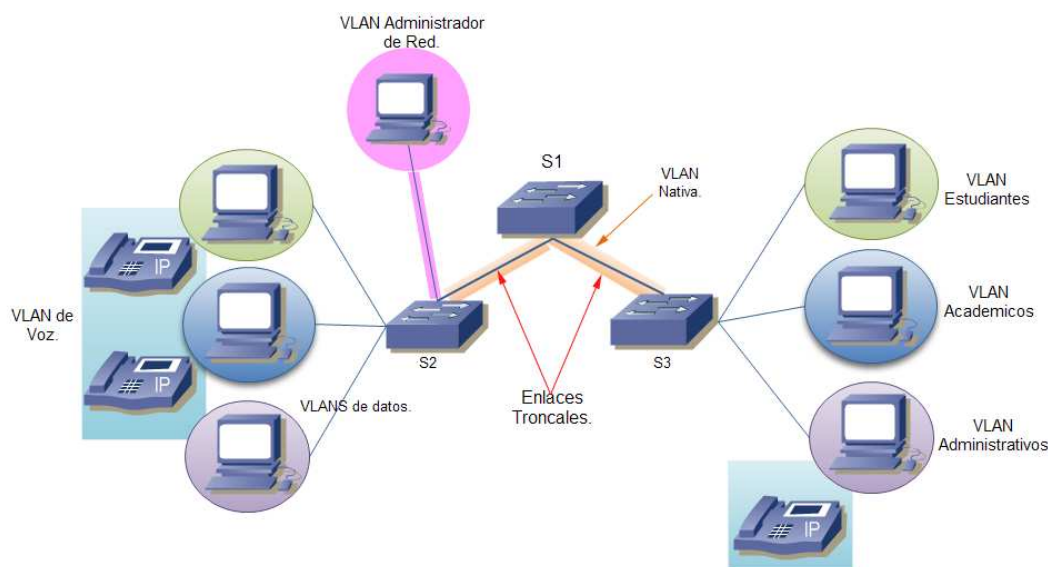 VLAN Administrador
de Red.
S1
VLAN
Nativa.
VLAN
Estudiantes
IP
VLAN de
Voz.
IP
VLAN
Academicos
S2
S3
VLANS de datos.
Enlaces
Troncales.
VLAN
Administrativos
IP